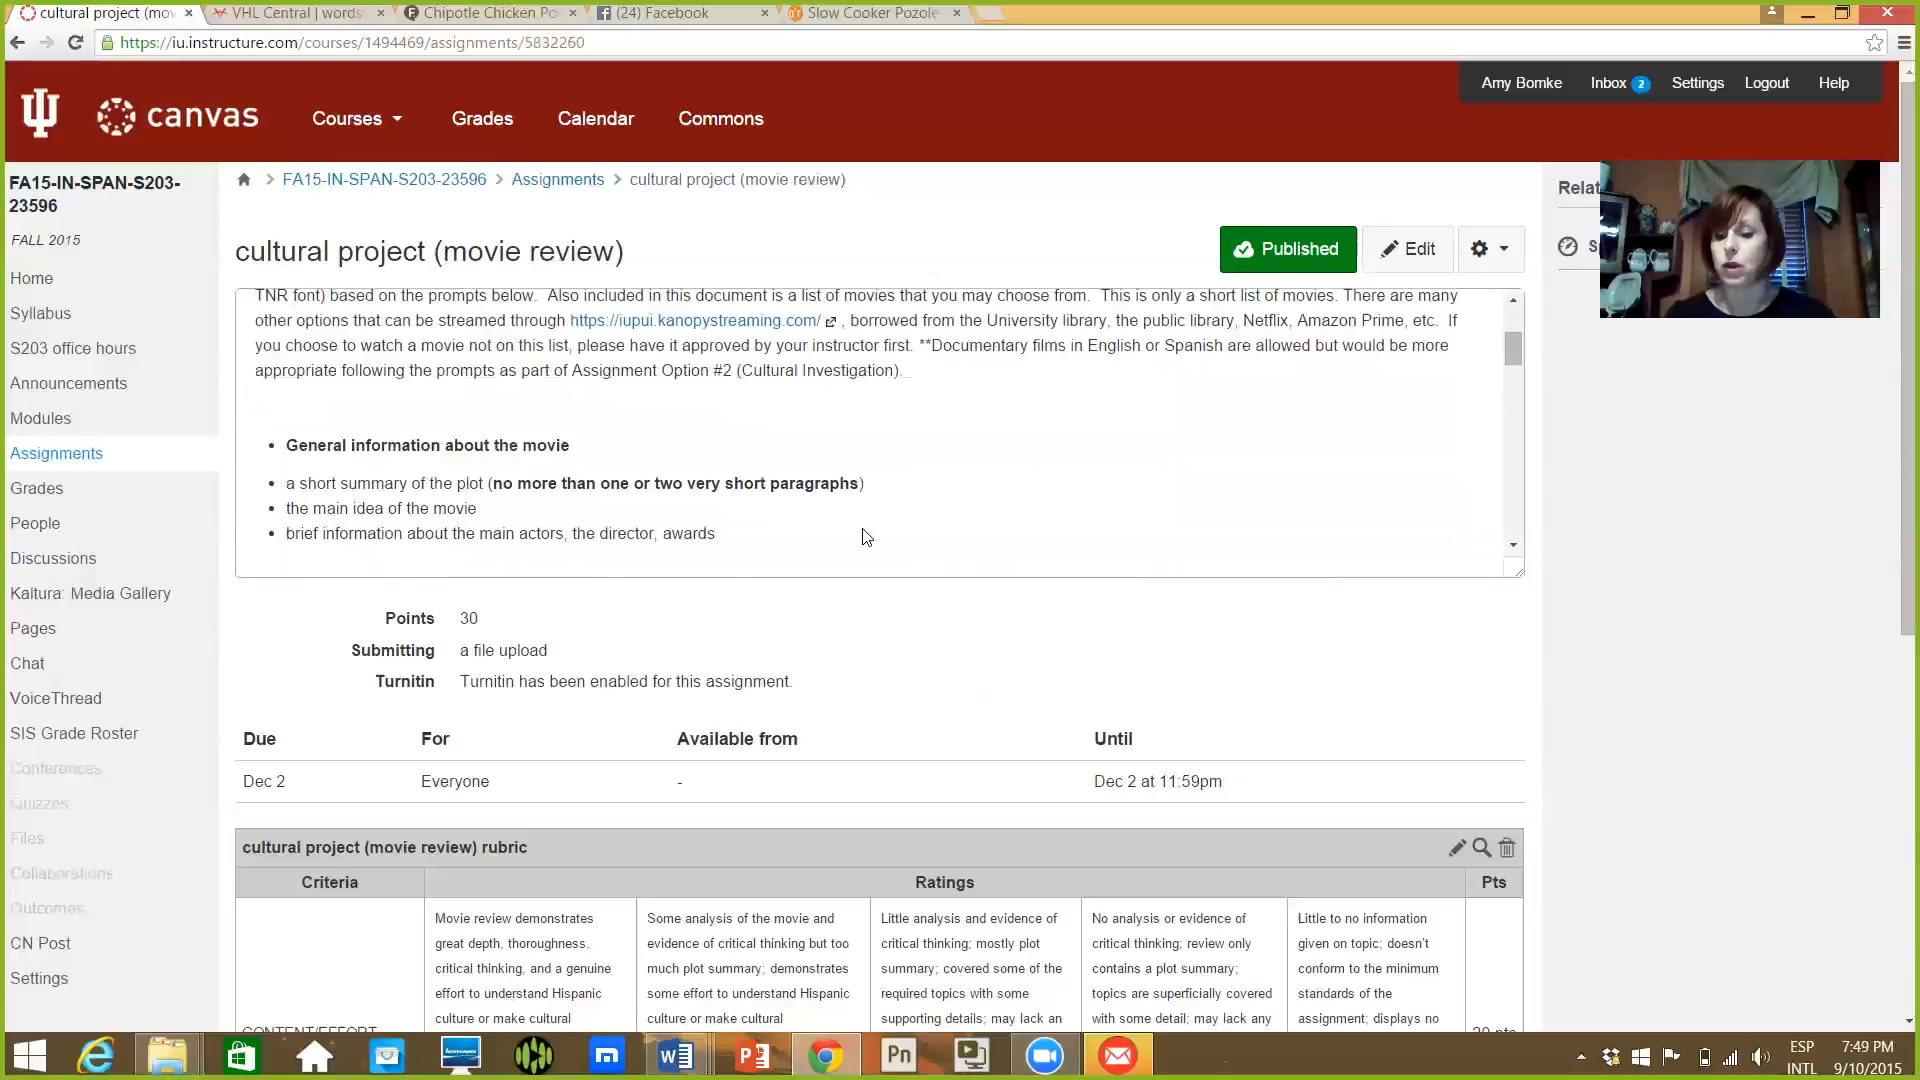 cultural project (mov
VHL Central | words
Chipotle Chicken Po
(24) Facebook
Slow Cooker Pozole
https://iu.instructure.com/courses/1494469/assignments/5832260
Amy Bomke
Inbox 2
Settings
Logout
Help
canvas
Courses
Grades
Calendar
Commons
FA15-IN-SPAN-S203-
23596
FALL 2015
Home
Syllabus
S203 office hours
Announcements
Modules
Assignments
Grades
People
Discussions
Kaltura: Media Gallery
Pages
Chat
VoiceThread
SIS Grade Roster
Conferences
Quizzes
Files
Collaborations
Outcomes
CN Post
Settings
FA15-IN-SPAN-S203-23596 > Assignments > cultural project (movie review)
Relat
S
cultural project (movie review)
Published
Edit
TNR font) based on the prompts below.  Also included in this document is a list of movies that you may choose from.  This is only a short list of movies. There are many
other options that can be streamed through https://iupui.kanopystreaming.com/ , borrowed from the University library, the public library, Netflix, Amazon Prime, etc.  If
you choose to watch a movie not on this list, please have it approved by your instructor first. **Documentary films in English or Spanish are allowed but would be more
appropriate following the prompts as part of Assignment Option #2 (Cultural Investigation).
• General information about the movie
• a short summary of the plot (no more than one or two very short paragraphs)
• the main idea of the movie
• brief information about the main actors, the director, awards
Points 30
Submitting a file upload
Turnitin Turnitin has been enabled for this assignment.
Due For Available from Until
Dec 2 Everyone - Dec 2 at 11:59pm
cultural project (movie review) rubric
Criteria Ratings Pts
CONTENT/EFFORT
Movie review demonstrates
great depth, thoroughness,
critical thinking, and a genuine
effort to understand Hispanic
culture or make cultural
Some analysis of the movie and
evidence of critical thinking but too
much plot summary; demonstrates
some effort to understand Hispanic
culture or make cultural
Little analysis and evidence of
critical thinking; mostly plot
summary; covered some of the
required topics with some
supporting details; may lack an
No analysis or evidence of
critical thinking; review only
contains a plot summary;
topics are superficially covered
with some detail; may lack any
Little to no information
given on topic; doesn't
conform to the minimum
standards of the
assignment; displays no
20 pts
ESP
INTL
7:49 PM
9/10/2015